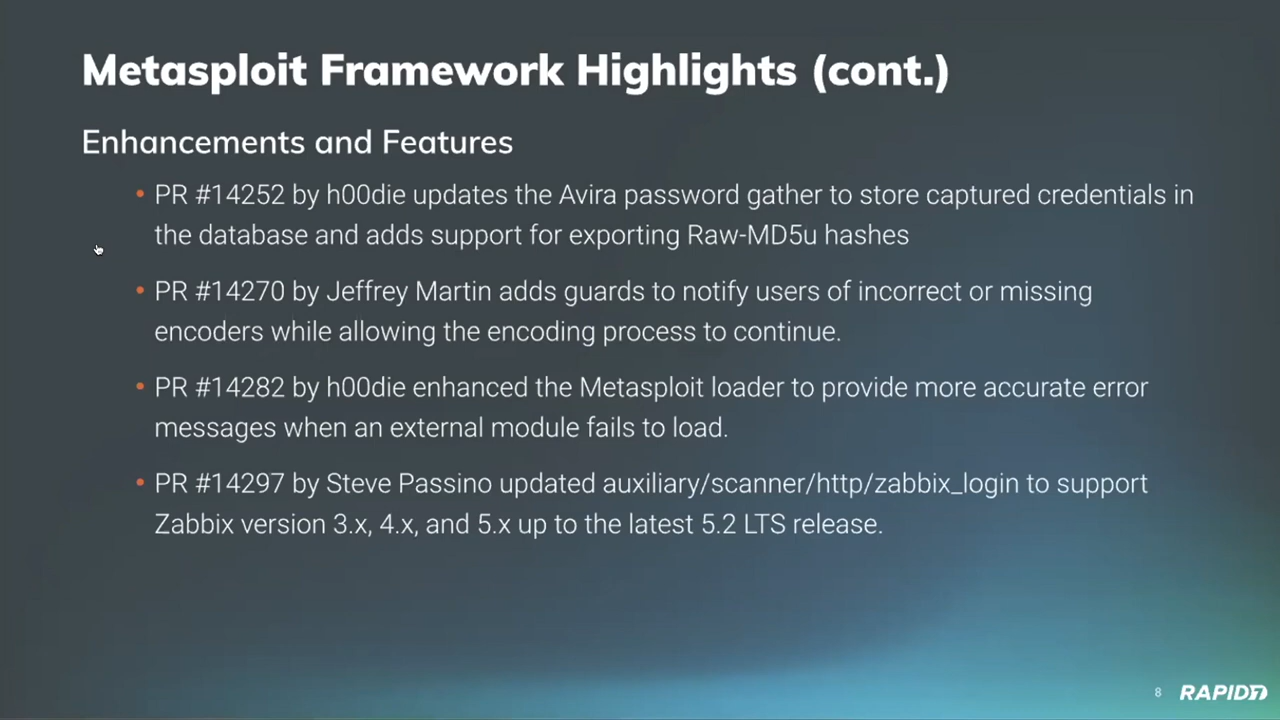 Metasploit Framework Highlights (cont.)
Enhancements and Features
• PR #14252 by h00die updates the Avira password gather to store captured credentials in
the database and adds support for exporting Raw-MD5u hashes
• PR #14270 by Jeffrey Martin adds guards to notify users of incorrect or missing
encoders while allowing the encoding process to continue.
• PR #14282 by h00die enhanced the Metasploit loader to provide more accurate error
messages when an external module fails to load.
• PR #14297 by Steve Passino updated auxiliary/scanner/http/zabbix_login to support
Zabbix version 3.x, 4.x, and 5.x up to the latest 5.2 LTS release.
8 RAPID7